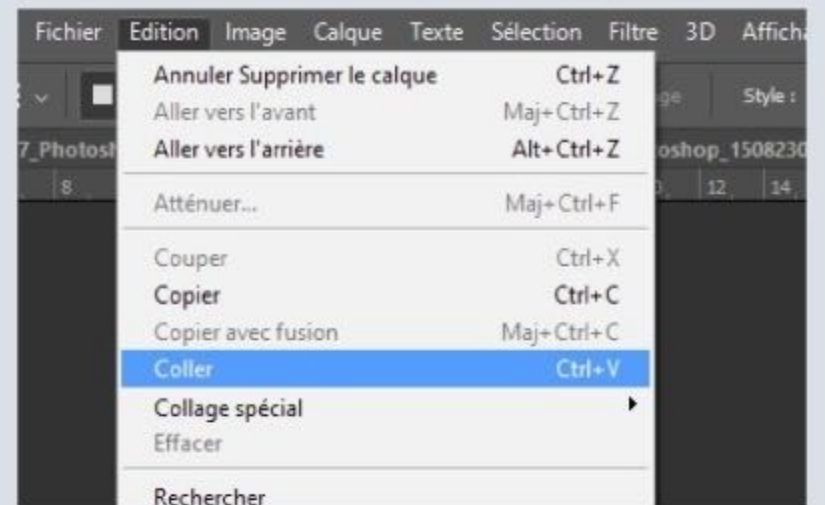 Fichier Edition Image Calque Texte Sélection Filtre 3D Affich
Annuler Supprimer le calque Ctrl+Z
Style :
Aller vers l'avant Maj+Ctrl+Z
Aller vers l'arrière Alt+Ctrl+Z
7_Photosh oshop_1508230
8 12 14
Atténuer... Maj+Ctrl+F
Couper Ctrl+X
Copier Ctrl+C
Copier avec fusion Maj+Ctrl+C
Coller Ctrl+V
Collage spécial
Effacer
Rechercher